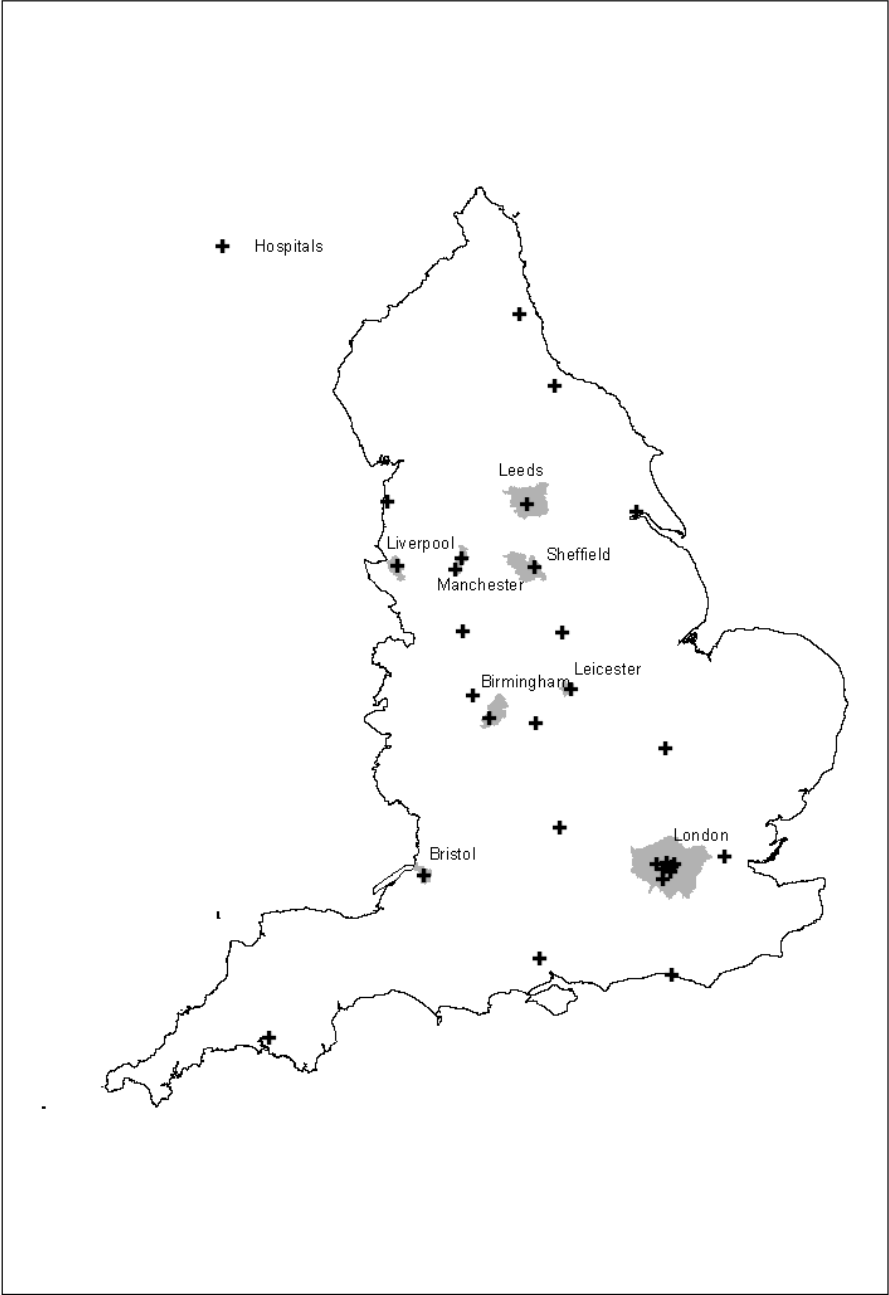 Hospitals
Leeds
Liverpool
Sheffield
Manchester
Leicester
Birmingham
London
Bristol